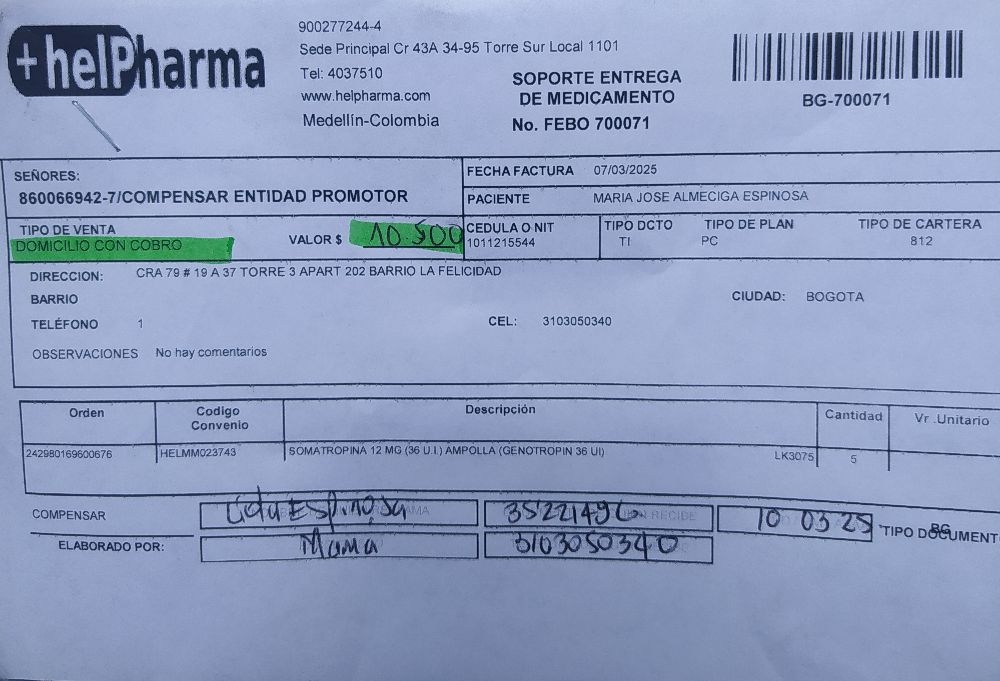 +helPharma
900277244-4
Sede Principal Cr 43A 34-95 Torre Sur Local 1101
Tel: 4037510
www.helpharma.com
Medellín-Colombia
SOPORTE ENTREGA
DE MEDICAMENTO
No. FEBO 700071
BG-700071
SEÑORES:
860066942-7/COMPENSAR ENTIDAD PROMOTOR
FECHA FACTURA 07/03/2025
PACIENTE MARIA JOSE ALMECIGA ESPINOSA
TIPO DE VENTA
DOMICILIO CON COBRO
VALOR $ 10.500
CEDULA O NIT
1011215544
TIPO DCTO
TI
TIPO DE PLAN
PC
TIPO DE CARTERA
812
DIRECCION: CRA 79 # 19 A 37 TORRE 3 APART 202 BARRIO LA FELICIDAD
BARRIO
CIUDAD: BOGOTA
TELÉFONO 1
CEL: 3103050340
OBSERVACIONES No hay comentarios
Orden Codigo Convenio Descripción Cantidad Vr .Unitario
242980169600676 HELMM023743 SOMATROPINA 12 MG (36 U.I.) AMPOLLA (GENOTROPIN 36 UI) LK3075 5
COMPENSAR Espinosa 35221496 RECIBE 10 03 25 TIPO DOCUMENT
BG
ELABORADO POR: Mama 3103050340